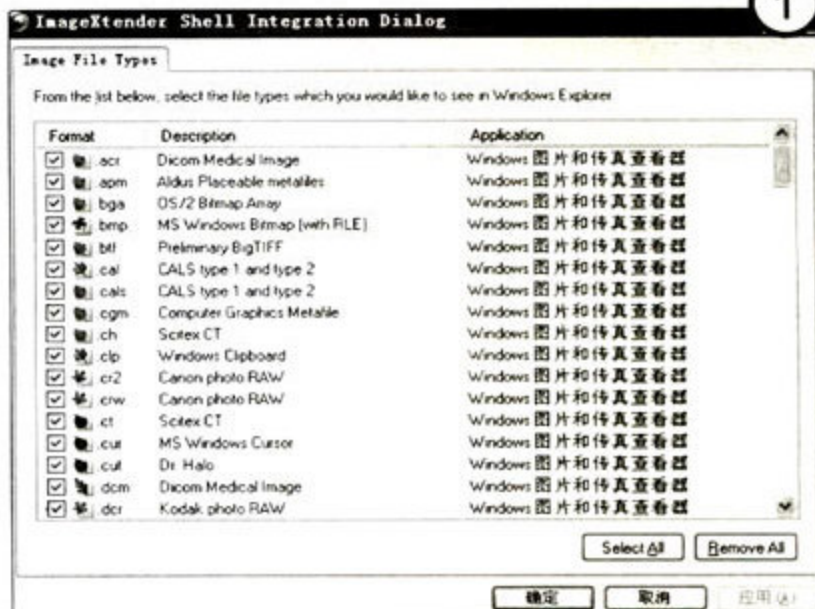 1
ImageXtender Shell Integration Dialog
Image File Types
From the list below, select the file types which you would like to see in Windows Explorer
Format Description Application
.acr Dicom Medical Image Windows 图片和传真查看器
.apm Aldus Placeable metafiles Windows 图片和传真查看器
.bga OS/2 Bitmap Array Windows 图片和传真查看器
.bmp MS Windows Bitmap (with RLE) Windows 图片和传真查看器
.btf Preliminary BigTIFF Windows 图片和传真查看器
.cal CALS type 1 and type 2 Windows 图片和传真查看器
.cals CALS type 1 and type 2 Windows 图片和传真查看器
.cgm Computer Graphics Metafile Windows 图片和传真查看器
.ch Scitex CT Windows 图片和传真查看器
.clp Windows Clipboard Windows 图片和传真查看器
.cr2 Canon photo RAW Windows 图片和传真查看器
.crw Canon photo RAW Windows 图片和传真查看器
.ct Scitex CT Windows 图片和传真查看器
.cur MS Windows Cursor Windows 图片和传真查看器
.cut Dr. Halo Windows 图片和传真查看器
.dcm Dicom Medical Image Windows 图片和传真查看器
.dcr Kodak photo RAW Windows 图片和传真查看器
Select All Remove All
确定 取消 应用(A)